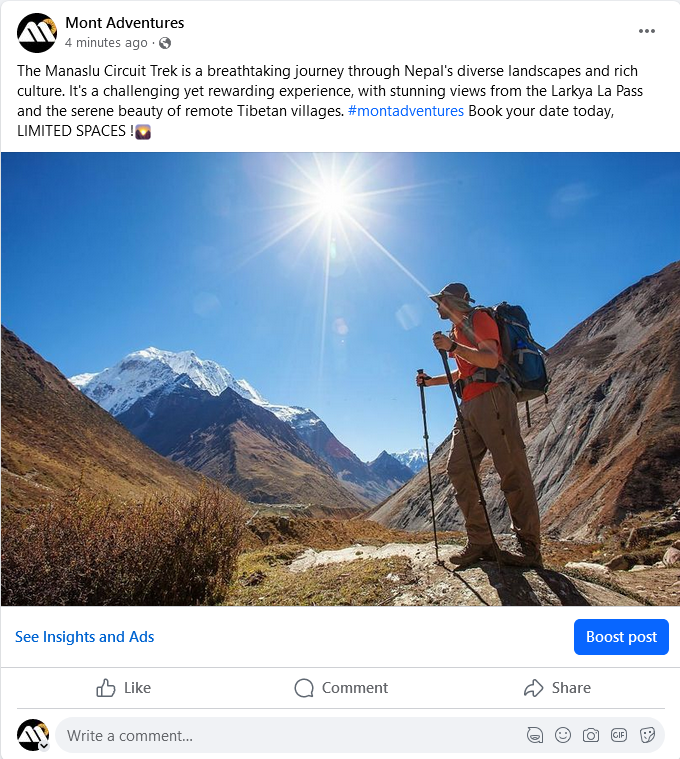 Mont Adventures
4 minutes ago ·
The Manaslu Circuit Trek is a breathtaking journey through Nepal's diverse landscapes and rich
culture. It's a challenging yet rewarding experience, with stunning views from the Larkya La Pass
and the serene beauty of remote Tibetan villages. #montadventures Book your date today,
LIMITED SPACES !🌄
See Insights and Ads
Boost post
Like
Comment
Share
Write a comment...
GIF